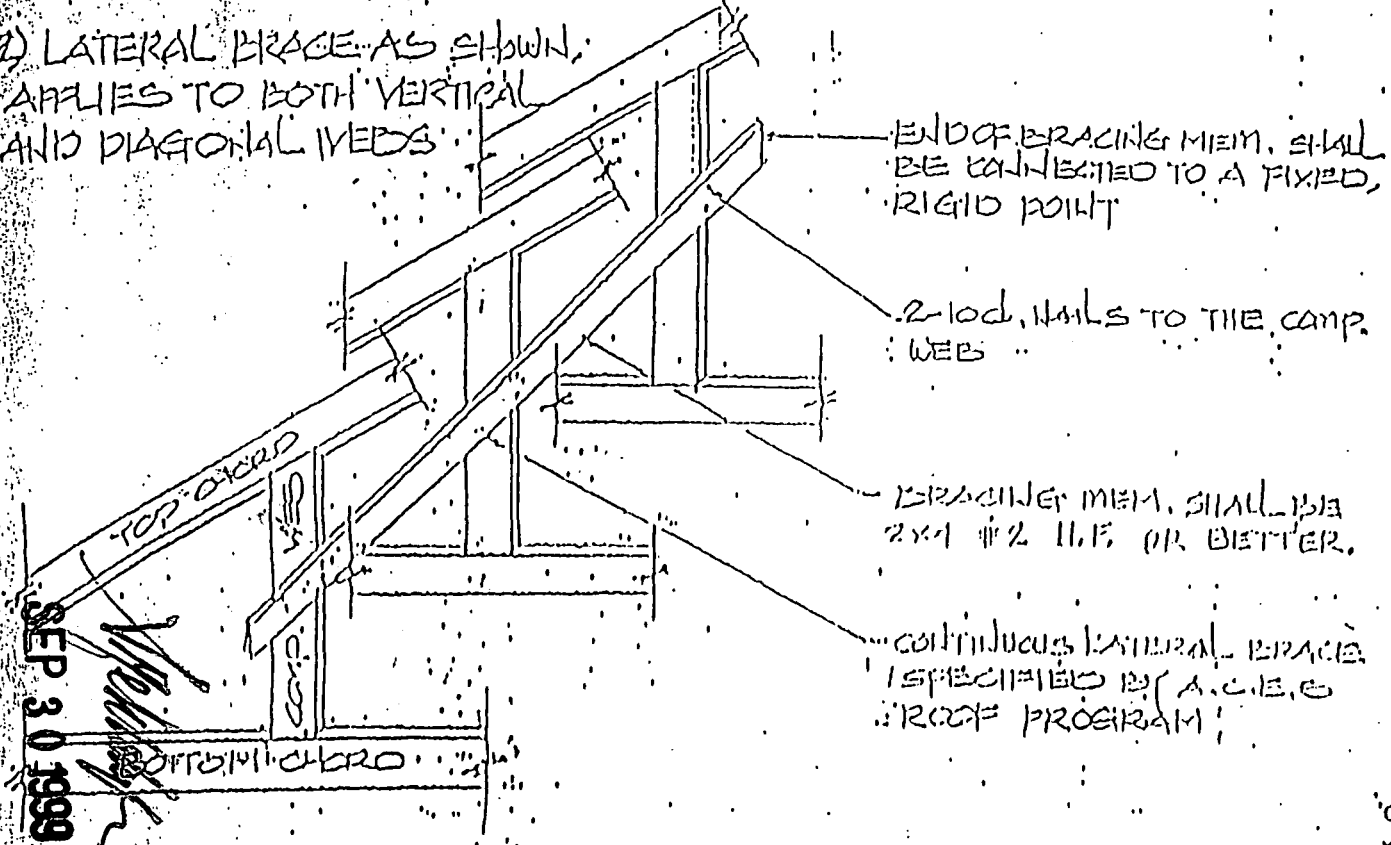 2) LATERAL BRACE AS SHOWN,
APPLIES TO BOTH VERTICAL
AND DIAGONAL WEBS
END OF BRACING MEM. SHALL
BE CONNECTED TO A FIXED,
RIGID POINT
2-10d. NAILS TO THE COMP.
WEB
BRACING MEM. SHALL BE
2x4 #2 H.F. OR BETTER.
CONTINUOUS LATERAL BRACE
SPECIFIED BY A.C.E.S
ROOF PROGRAM
TOP CHORD
WEB
COMP.
BOTTOM CHORD
SEP 30 1999